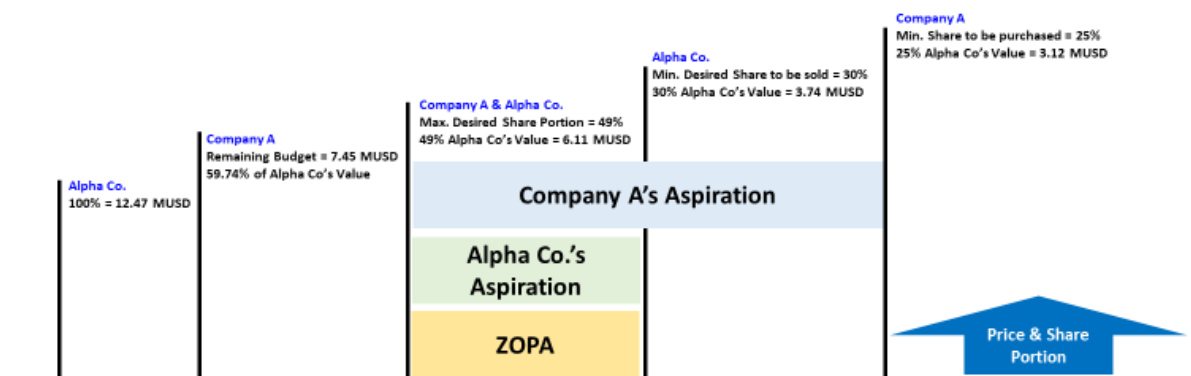 Company A
Min. Share to be purchased = 25%
25% Alpha Co's Value = 3.12 MUSD
Alpha Co.
Min. Desired Share to be sold = 30%
30% Alpha Co's Value = 3.74 MUSD
Company A & Alpha Co.
Max. Desired Share Portion = 49%
49% Alpha Co's Value = 6.11 MUSD
Company A
Remaining Budget = 7.45 MUSD
59.74% of Alpha Co's Value
Alpha Co.
100% = 12.47 MUSD
Company A's Aspiration
Alpha Co.'s
Aspiration
ZOPA
Price & Share
Portion